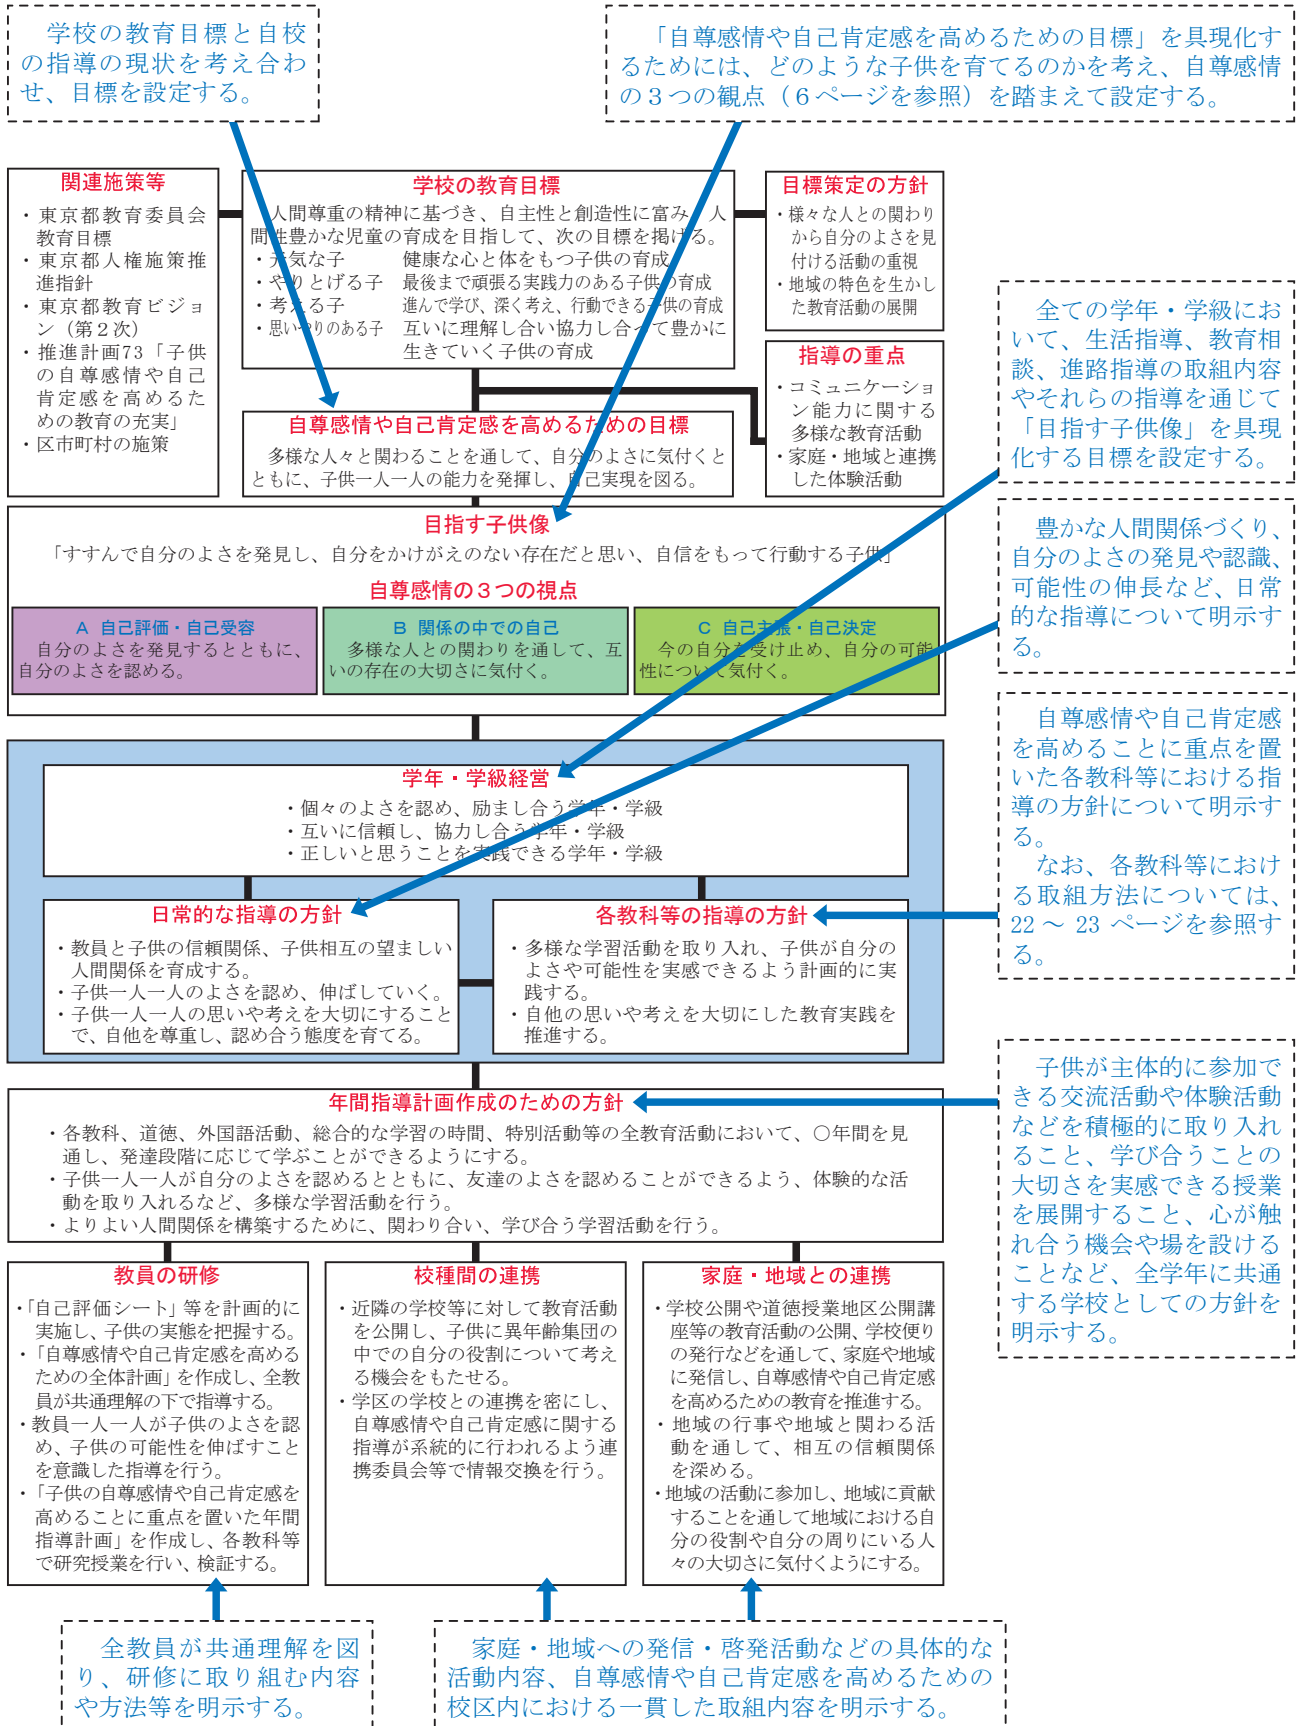 学校の教育目標と自校
の指導の現状を考え合わ
せ、目標を設定する。
「自尊感情や自己肯定感を高めるための目標」を具現化す
るためには、どのような子供を育てるのかを考え、自尊感情
の３つの観点（６ページを参照）を踏まえて設定する。
関連施策等
・東京都教育委員会
教育目標
・東京都人権施策推
進指針
・東京都教育ビジョ
ン（第２次）
・推進計画73「子供
の自尊感情や自己
肯定感を高めるた
めの教育の充実」
・区市町村の施策
学校の教育目標
人間尊重の精神に基づき、自主性と創造性に富み、人
間性豊かな児童の育成を目指して、次の目標を掲げる。
・元気な子 健康な心と体をもつ子供の育成
・やりとげる子 最後まで頑張る実践力のある子供の育成
・考える子 進んで学び、深く考え、行動できる子供の育成
・思いやりのある子 互いに理解し合い協力し合って豊かに
生きていく子供の育成
目標策定の方針
・様々な人との関わり
から自分のよさを見
付ける活動の重視
・地域の特色を生かし
た教育活動の展開
指導の重点
・コミュニケーショ
ン能力に関する
多様な教育活動
・家庭・地域と連携
した体験活動
自尊感情や自己肯定感を高めるための目標
多様な人々と関わることを通して、自分のよさに気付くと
ともに、子供一人一人の能力を発揮し、自己実現を図る。
目指す子供像
「すすんで自分のよさを発見し、自分をかけがえのない存在だと思い、自信をもって行動する子供」
自尊感情の３つの視点
A 自己評価・自己受容
自分のよさを発見するとともに、
自分のよさを認める。
B 関係の中での自己
多様な人との関わりを通して、互
いの存在の大切さに気付く。
C 自己主張・自己決定
今の自分を受け止め、自分の可能
性について気付く。
全ての学年・学級にお
いて、生活指導、教育相
談、進路指導の取組内容
やそれらの指導を通じて
「目指す子供像」を具現
化する目標を設定する。
豊かな人間関係づくり、
自分のよさの発見や認識、
可能性の伸長など、日常
的な指導について明示す
る。
自尊感情や自己肯定感
を高めることに重点を置
いた各教科等における指
導の方針について明示す
る。
なお、各教科等におけ
る取組方法については、
22 ～ 23 ページを参照す
る。
学年・学級経営
・個々のよさを認め、励まし合う学年・学級
・互いに信頼し、協力し合う学年・学級
・正しいと思うことを実践できる学年・学級
日常的な指導の方針
・教員と子供の信頼関係、子供相互の望ましい
人間関係を育成する。
・子供一人一人のよさを認め、伸ばしていく。
・子供一人一人の思いや考えを大切にすること
で、自他を尊重し、認め合う態度を育てる。
各教科等の指導の方針
・多様な学習活動を取り入れ、子供が自分の
よさや可能性を実感できるよう計画的に実
践する。
・自他の思いや考えを大切にした教育実践を
推進する。
子供が主体的に参加で
きる交流活動や体験活動
などを積極的に取り入れ
ること、学び合うことの
大切さを実感できる授業
を展開すること、心が触
れ合う機会や場を設ける
ことなど、全学年に共通
する学校としての方針を
明示する。
年間指導計画作成のための方針
・各教科、道徳、外国語活動、総合的な学習の時間、特別活動等の全教育活動において、〇年間を見
通し、発達段階に応じて学ぶことができるようにする。
・子供一人一人が自分のよさを認めるとともに、友達のよさを認めることができるよう、体験的な活
動を取り入れるなど、多様な学習活動を行う。
・よりよい人間関係を構築するために、関わり合い、学び合う学習活動を行う。
教員の研修
・「自己評価シート」等を計画的に
実施し、子供の実態を把握する。
・「自尊感情や自己肯定感を高める
ための全体計画」を作成し、全教
員が共通理解の下で指導する。
・教員一人一人が子供のよさを認
め、子供の可能性を伸ばすこと
を意識した指導を行う。
・「子供の自尊感情や自己肯定感を
高めることに重点を置いた年間
指導計画」を作成し、各教科等
で研究授業を行い、検証する。
校種間の連携
・近隣の学校等に対して教育活動
を公開し、子供に異年齢集団の
中での自分の役割について考え
る機会をもたせる。
・学区の学校との連携を密にし、
自尊感情や自己肯定感に関する
指導が系統的に行われるよう連
携委員会等で情報交換を行う。
家庭・地域との連携
・学校公開や道徳授業地区公開講
座等の教育活動の公開、学校便り
の発行などを通して、家庭や地域
に発信し、自尊感情や自己肯定感
を高めるための教育を推進する。
・地域の行事や地域と関わる活
動を通して、相互の信頼関係
を深める。
・地域の活動に参加し、地域に貢献
することを通して地域における自
分の役割や自分の周りにいる人
々の大切さに気付くようにする。
全教員が共通理解を図
り、研修に取り組む内容
や方法等を明示する。
家庭・地域への発信・啓発活動などの具体的な
活動内容、自尊感情や自己肯定感を高めるための
校区内における一貫した取組内容を明示する。